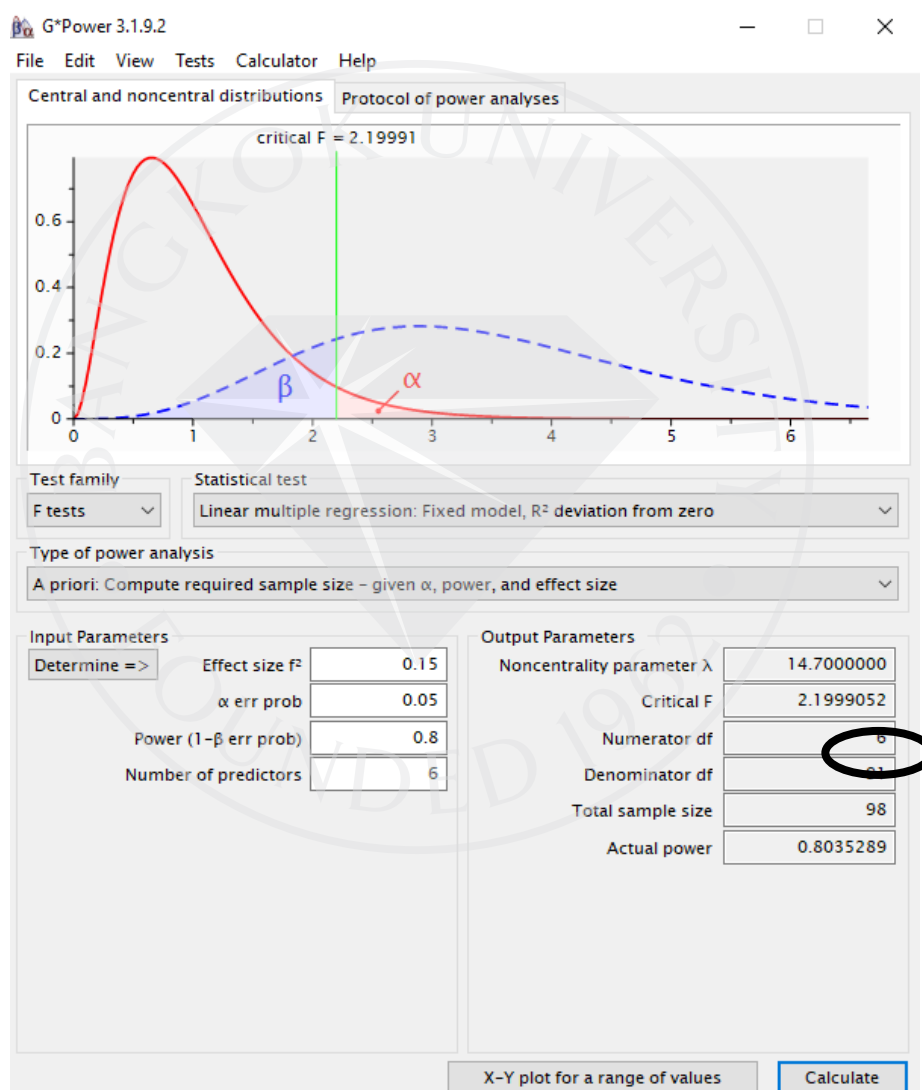 G*Power 3.1.9.2
File Edit View Tests Calculator Help
Central and noncentral distributions Protocol of power analyses
critical F = 2.19991
0.6
0.4
0.2
0
β
α
0 1 2 3 4 5 6
Test family Statistical test
F tests Linear multiple regression: Fixed model, R² deviation from zero
Type of power analysis
A priori: Compute required sample size – given α, power, and effect size
Input Parameters Output Parameters
Determine => Effect size f² 0.15 Noncentrality parameter λ 14.7000000
α err prob 0.05 Critical F 2.1999052
Power (1-β err prob) 0.8 Numerator df 6
Number of predictors 6 Denominator df 91
Total sample size 98
Actual power 0.8035289
X-Y plot for a range of values Calculate
BANGKOK UNIVERSITY
FOUNDED 1962